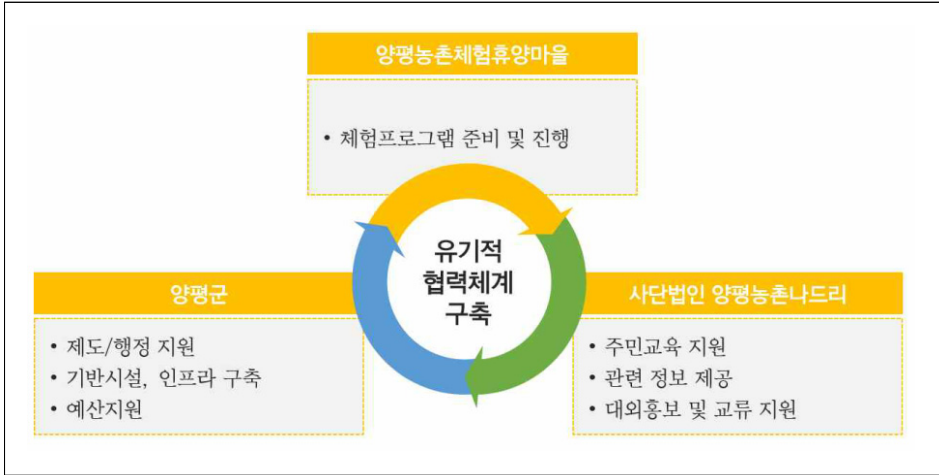 양평농촌체험휴양마을
• 체험프로그램 준비 및 진행
유기적
협력체계
구축
양평군
• 제도/행정 지원
• 기반시설, 인프라 구축
• 예산지원
사단법인 양평농촌나드리
• 주민교육 지원
• 관련 정보 제공
• 대외홍보 및 교류 지원